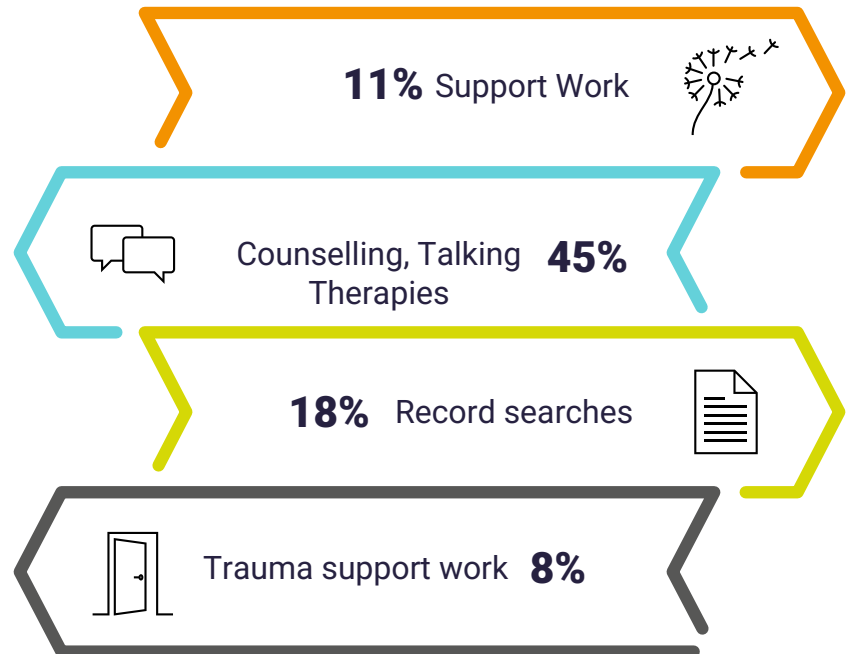 11% Support Work
Counselling, Talking 45%
Therapies
18% Record searches
Trauma support work 8%